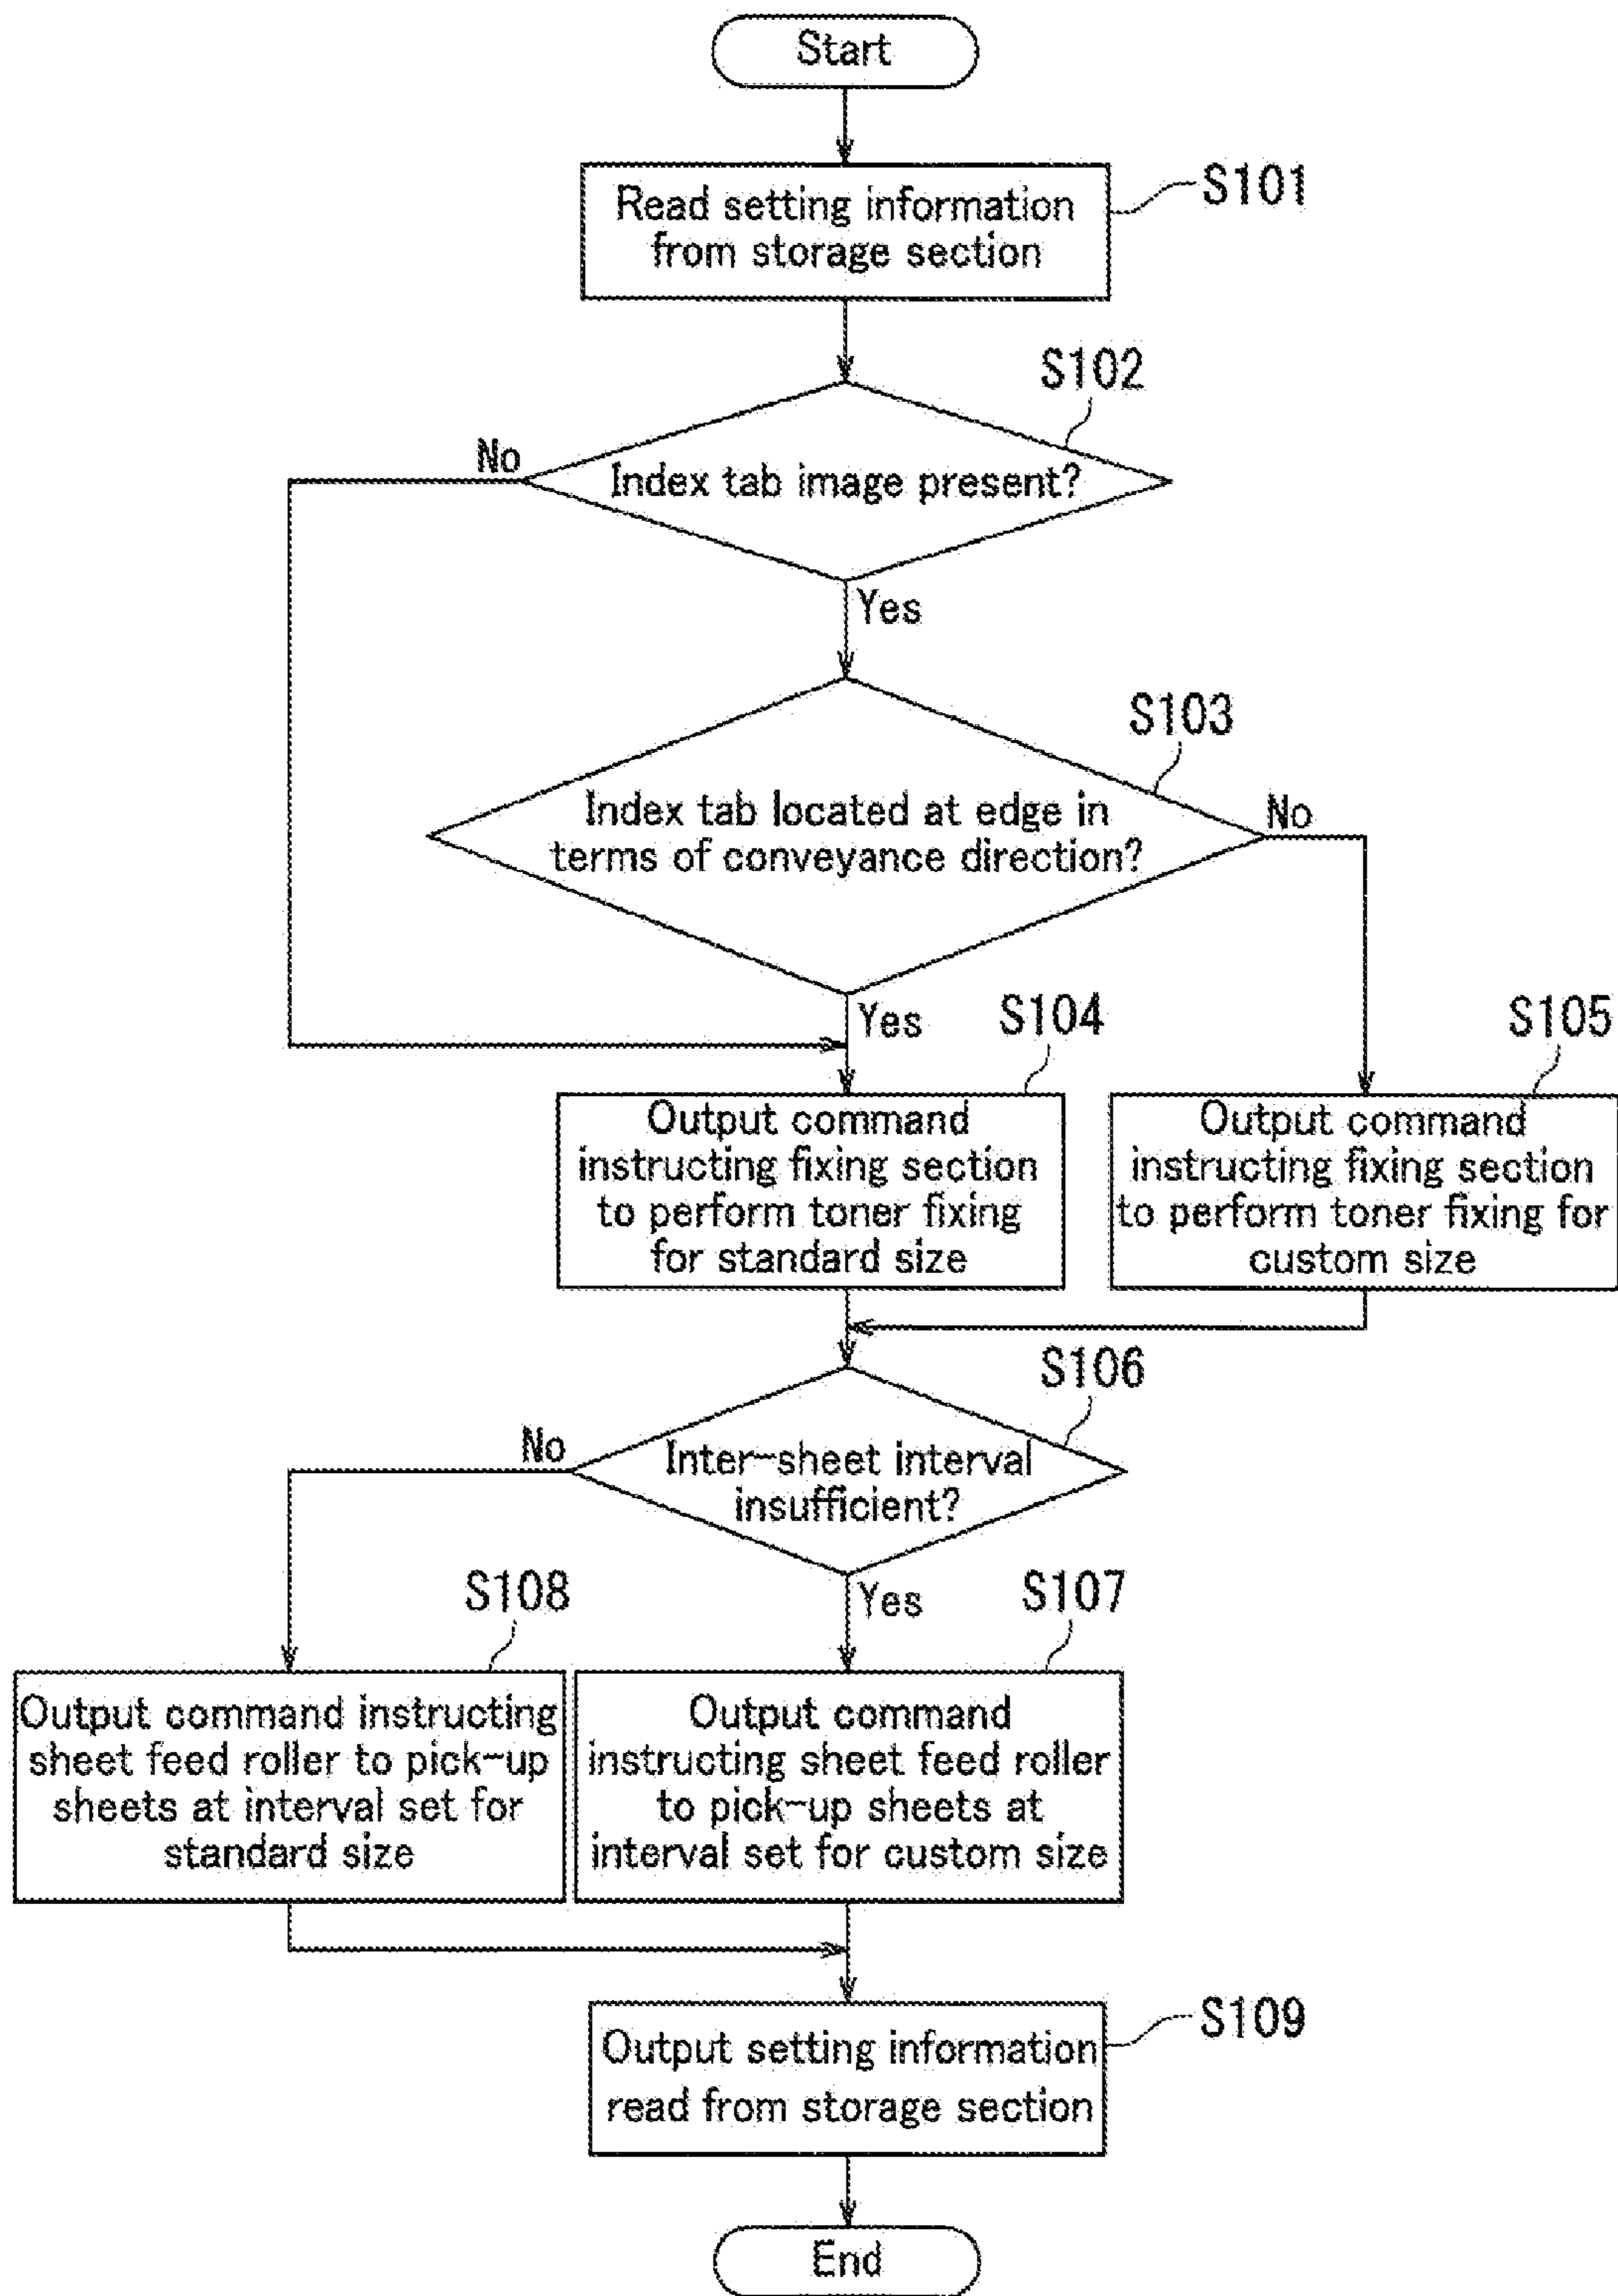 Start
Read setting information
from storage section
S101
S102
No
Index tab image present?
Yes
S103
Index tab located at edge in
terms of conveyance direction?
No
Yes
S104
S105
Output command
instructing fixing section
to perform toner fixing
for standard size
Output command
instructing fixing section
to perform toner fixing for
custom size
S106
No
Inter-sheet interval
insufficient?
Yes
S108
S107
Output command instructing
sheet feed roller to pick-up
sheets at interval set for
standard size
Output command
instructing sheet feed roller
to pick-up sheets at
interval set for custom size
S109
Output setting information
read from storage section
End